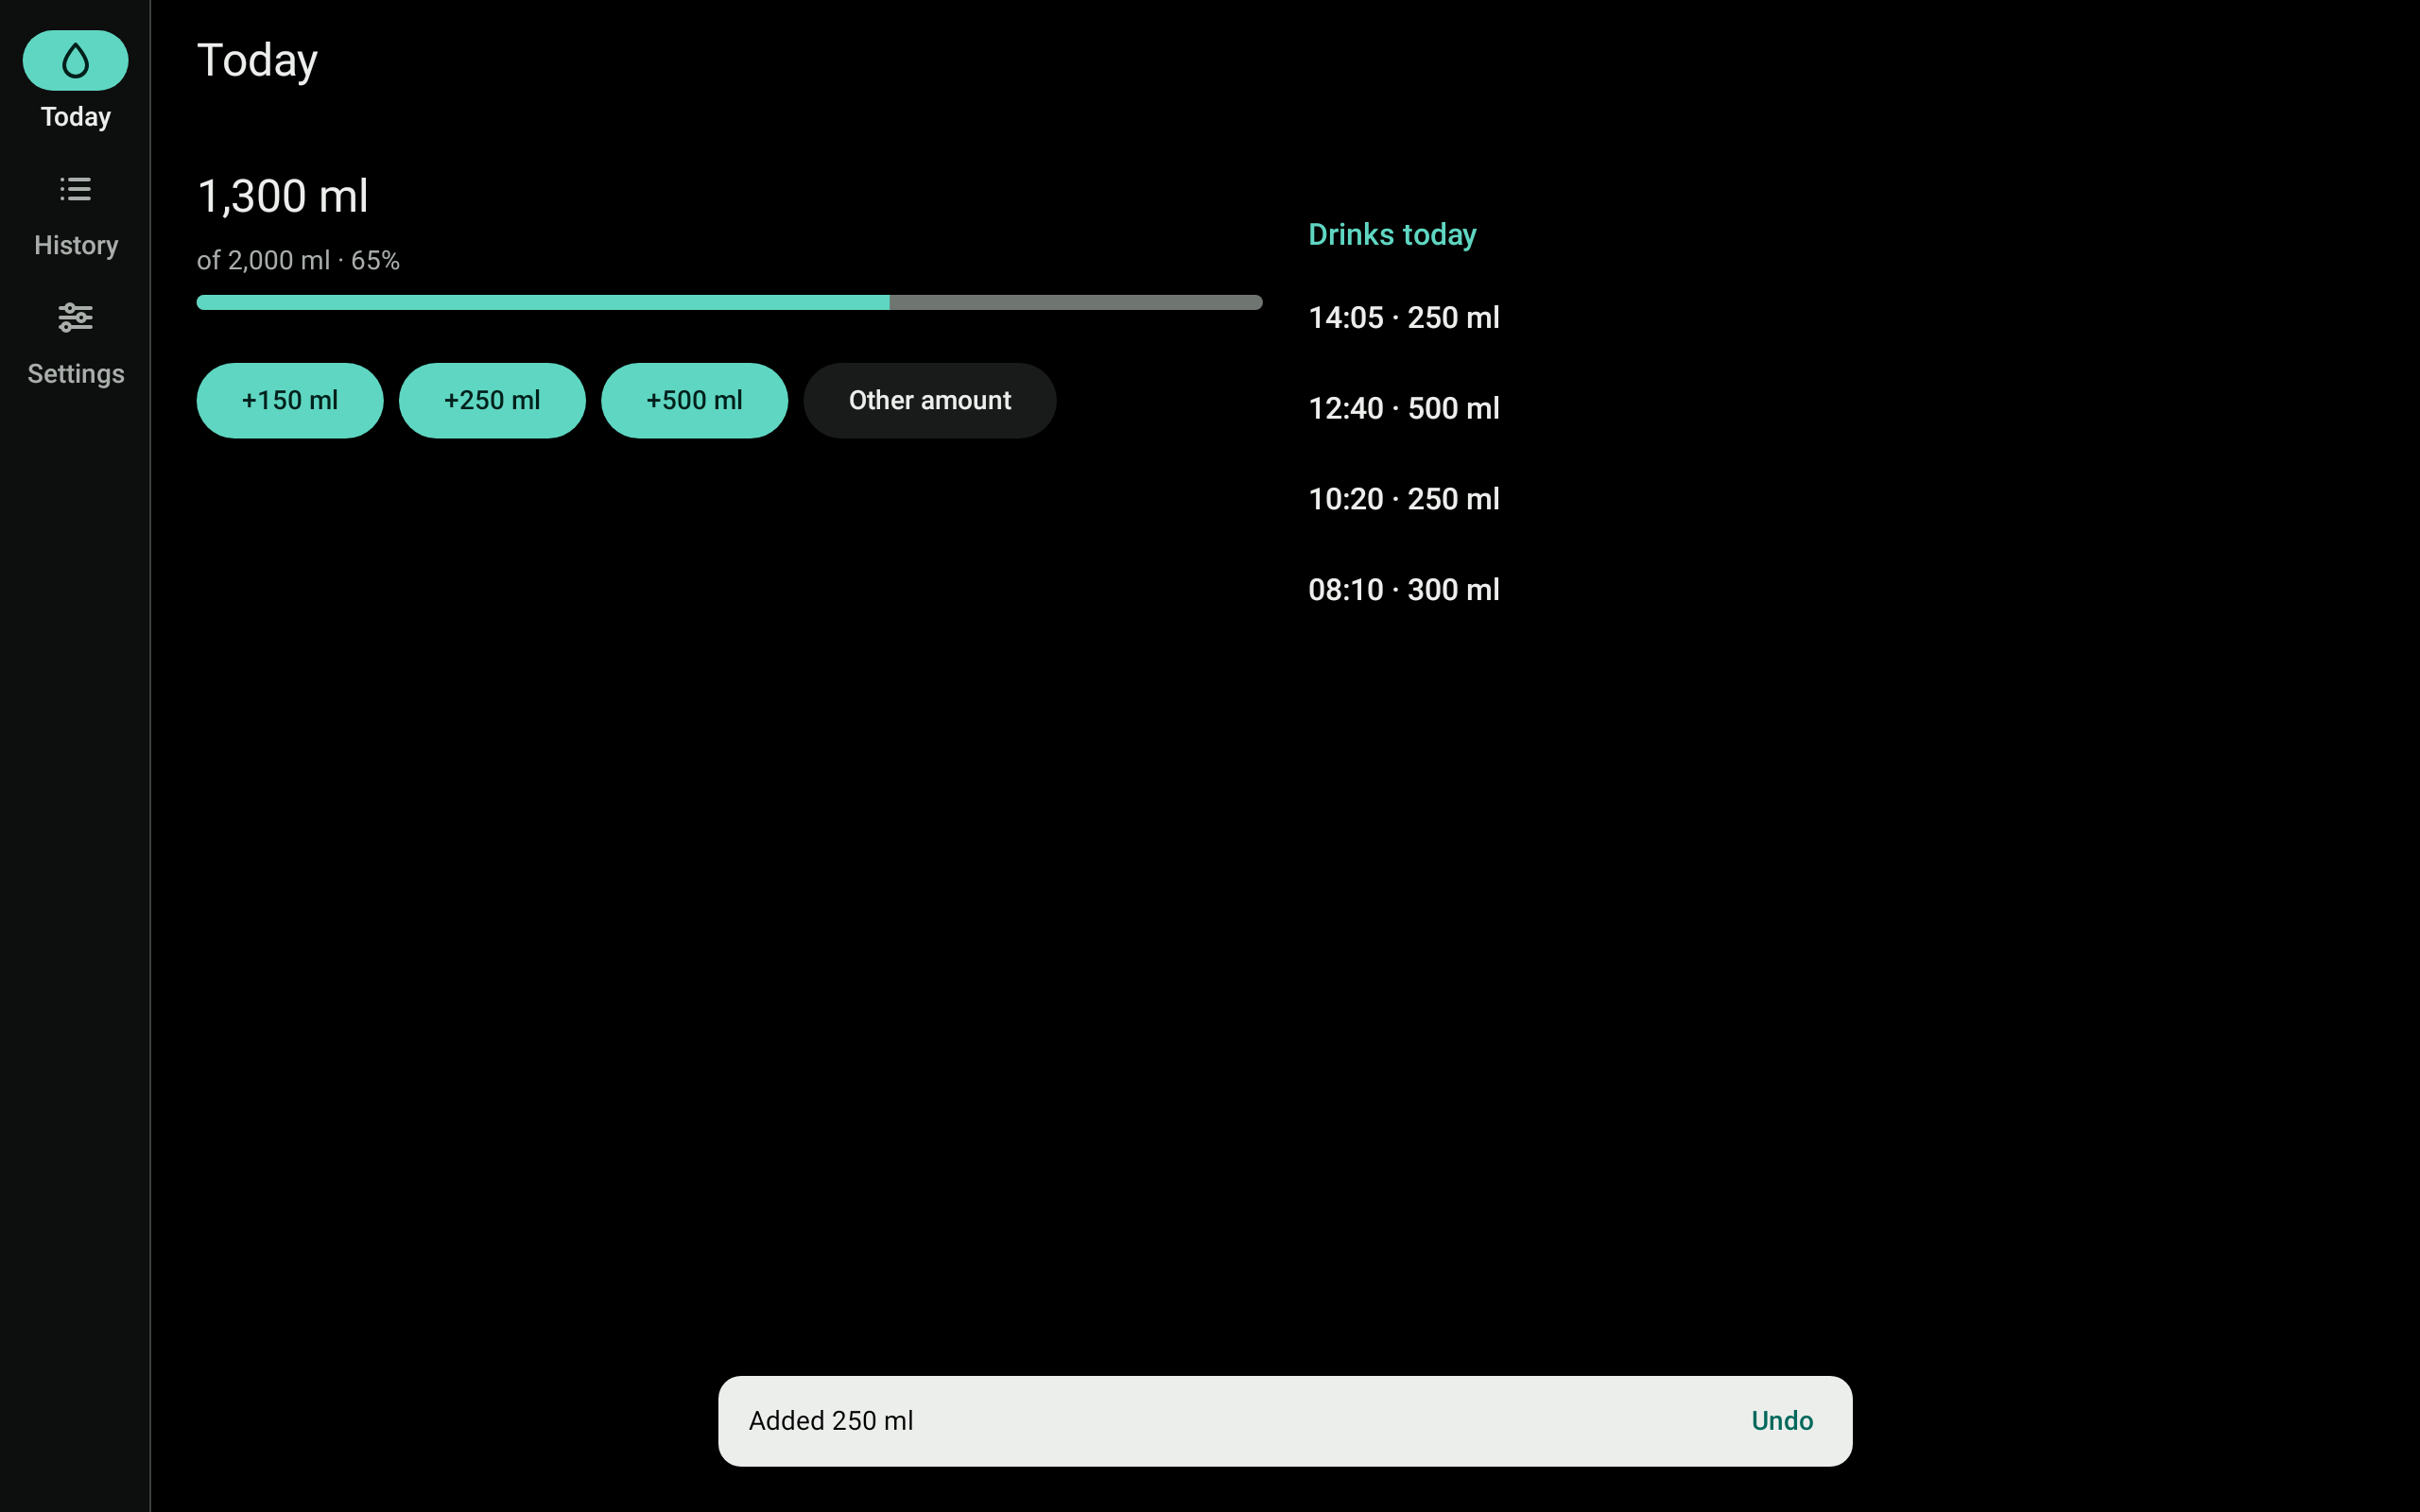 Today
History
Settings
Today
1,300 ml
of 2,000 ml · 65%
+150 ml
+250 ml
+500 ml
Other amount
Drinks today
14:05 · 250 ml
12:40 · 500 ml
10:20 · 250 ml
08:10 · 300 ml
Added 250 ml
Undo